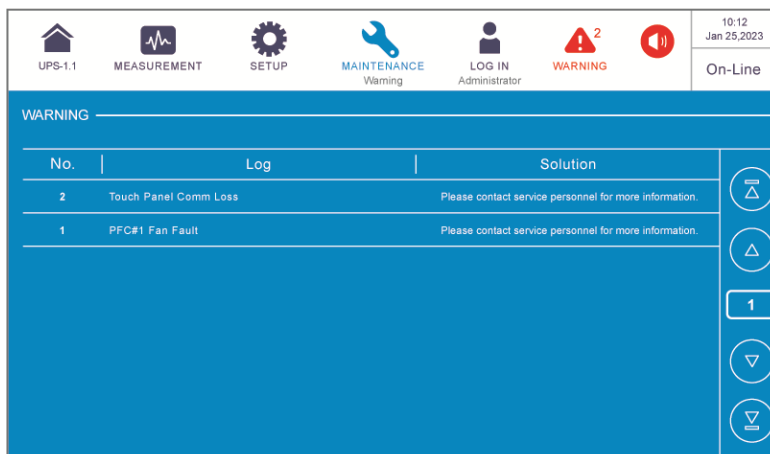 UPS-1.1
MEASUREMENT
SETUP
MAINTENANCE
Warning
LOG IN
Administrator
2
WARNING
10:12
Jan 25,2023
On-Line
WARNING
No. Log Solution
2 Touch Panel Comm Loss Please contact service personnel for more information.
1 PFC#1 Fan Fault Please contact service personnel for more information.
1